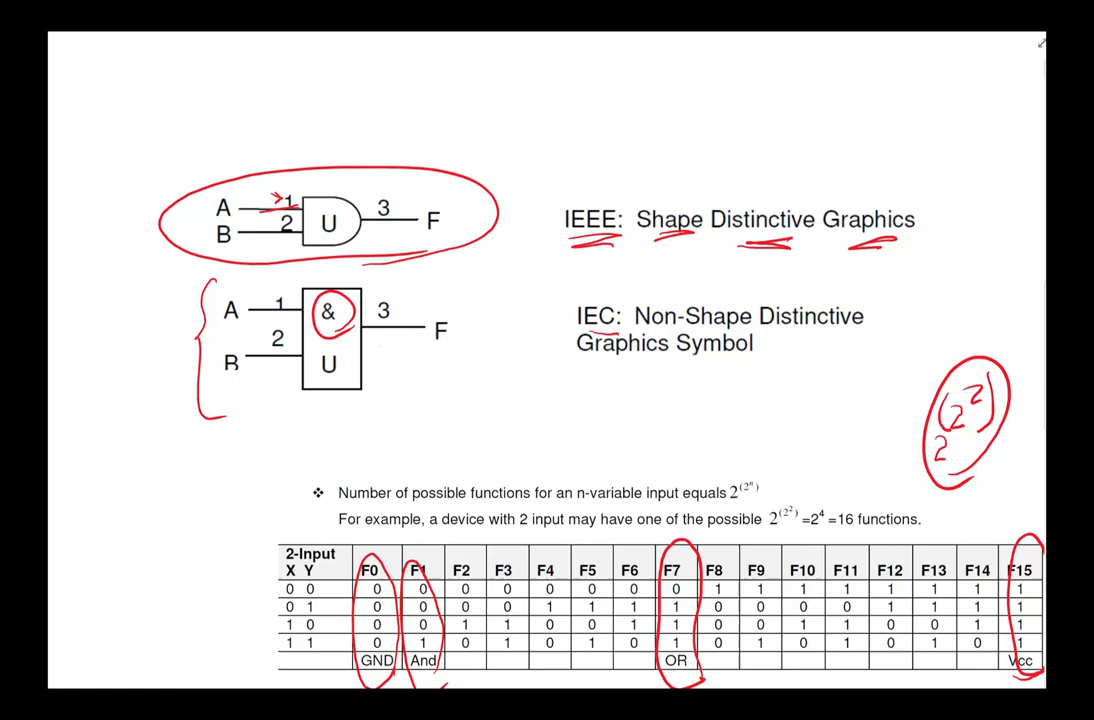 A 1 3 F
B 2 U
IEEE: Shape Distinctive Graphics
A 1 & 3 F
B 2 U
IEC: Non-Shape Distinctive
Graphics Symbol
2(2^2)
❖ Number of possible functions for an n-variable input equals 2^(2^n)
For example, a device with 2 input may have one of the possible 2^(2^2) =2^4 =16 functions.
2-Input
X Y F0 F1 F2 F3 F4 F5 F6 F7 F8 F9 F10 F11 F12 F13 F14 F15
0 0 0 0 0 0 0 0 0 0 1 1 1 1 1 1 1 1
0 1 0 0 0 0 1 1 1 1 0 0 0 0 1 1 1 1
1 0 0 0 1 1 0 0 1 1 0 0 1 1 0 0 1 1
1 1 0 1 0 1 0 1 0 1 0 1 0 1 0 1 0 1
GND And OR Vcc